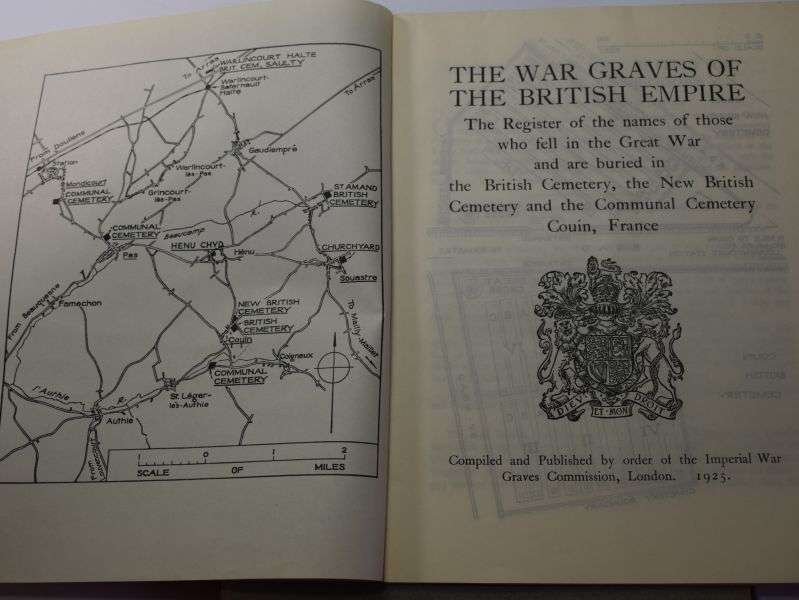 To Arras
WARLINCOURT HALTE
BRIT. CEM. SAULTY
Warlincourt-
Saternault
Halte
To Arras
From Doullens
Station
Mondicourt
COMMUNAL
CEMETERY
Gaudiempré
Warlincourt-
lès-Pas
Grincourt-
lès-Pas
ST AMAND
BRITISH
CEMETERY
COMMUNAL
CEMETERY
Beaucamp R!
HENU CHYD
Hénu
CHURCHYARD
Pas
Souastre
From Beauquesne
Famechon
NEW BRITISH
CEMETERY
BRITISH
CEMETERY
To Mailly-Maillet
Couin
Coigneux
COMMUNAL
CEMETERY
l'Authie R.
St Léger-
lès-Authie
Authie
From
1 0 1 2
SCALE OF MILES
THE WAR GRAVES OF
THE BRITISH EMPIRE
The Register of the names of those
who fell in the Great War
and are buried in
the British Cemetery, the New British
Cemetery and the Communal Cemetery
Couin, France
DIEU ET MON DROIT
Compiled and Published by order of the Imperial War
Graves Commission, London. 1925.